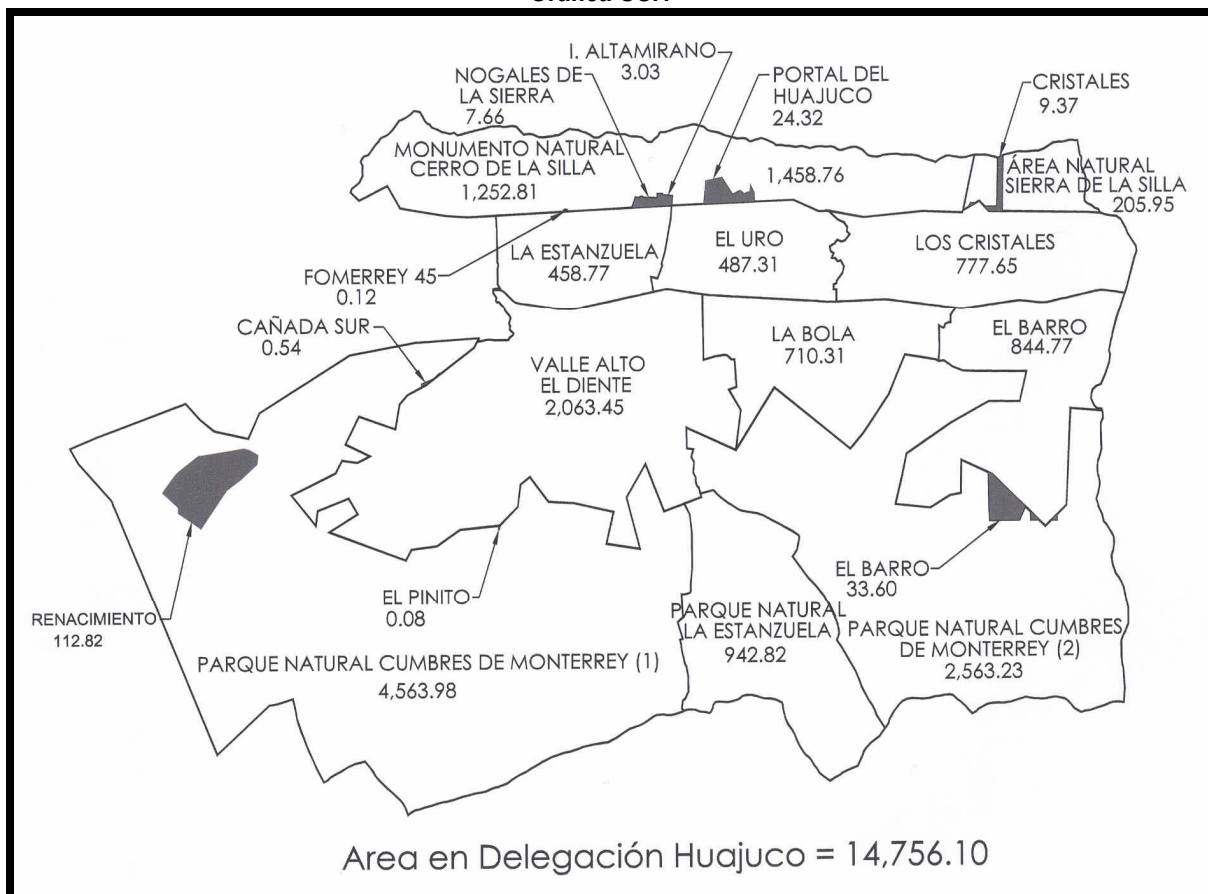 I. ALTAMIRANO
3.03
NOGALES DE
LA SIERRA
7.66
PORTAL DEL
HUAJUCO
24.32
CRISTALES
9.37
MONUMENTO NATURAL
CERRO DE LA SILLA
1,252.81
1,458.76
ÁREA NATURAL
SIERRA DE LA SILLA
205.95
LA ESTANZUELA
458.77
EL URO
487.31
LOS CRISTALES
777.65
FOMERREY 45
0.12
CAÑADA SUR
0.54
VALLE ALTO
EL DIENTE
2,063.45
LA BOLA
710.31
EL BARRO
844.77
RENACIMIENTO
112.82
EL PINITO
0.08
EL BARRO
33.60
PARQUE NATURAL CUMBRES DE MONTERREY (1)
4,563.98
PARQUE NATURAL
LA ESTANZUELA
942.82
PARQUE NATURAL CUMBRES
DE MONTERREY (2)
2,563.23
Area en Delegación Huajuco = 14,756.10